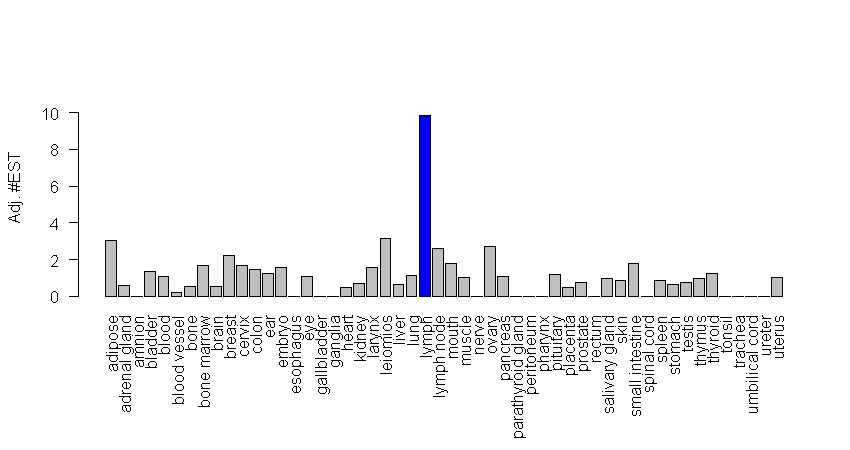 Adj. #EST
10
8
6
4
2
0
adipose
adrenal gland
amnion
bladder
blood
blood vessel
bone
bone marrow
brain
breast
cervix
colon
ear
embryo
esophagus
eye
gallbladder
ganglia
heart
kidney
larynx
leiomios
liver
lung
lymph
lymph node
mouth
muscle
nerve
ovary
pancreas
parathyroid gland
peritoneum
pharynx
pituitary
placenta
prostate
rectum
salivary gland
skin
small intestine
spinal cord
spleen
stomach
testis
thymus
thyroid
tonsil
trachea
umbilical cord
ureter
uterus